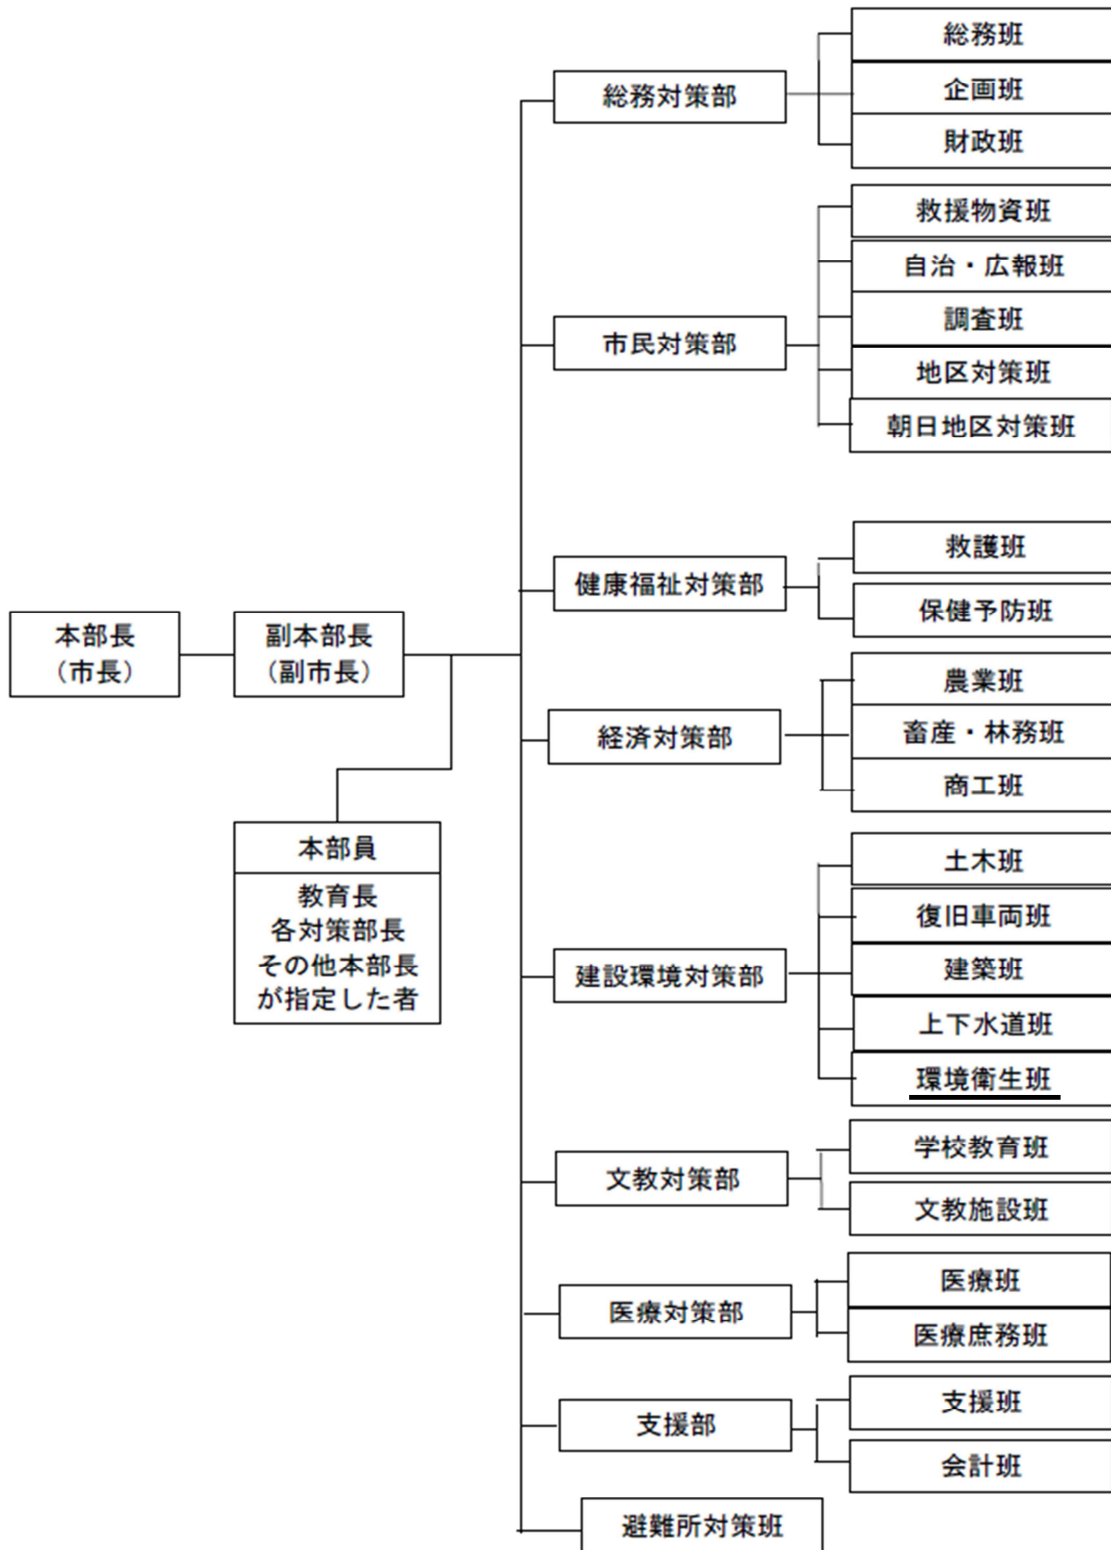 本部長
（市長）
副本部長
（副市長）
本部員
教育長
各対策部長
その他本部長
が指定した者
総務対策部
総務班
企画班
財政班
市民対策部
救援物資班
自治・広報班
調査班
地区対策班
朝日地区対策班
健康福祉対策部
救護班
保健予防班
経済対策部
農業班
畜産・林務班
商工班
建設環境対策部
土木班
復旧車両班
建築班
上下水道班
環境衛生班
文教対策部
学校教育班
文教施設班
医療対策部
医療班
医療庶務班
支援部
支援班
会計班
避難所対策班